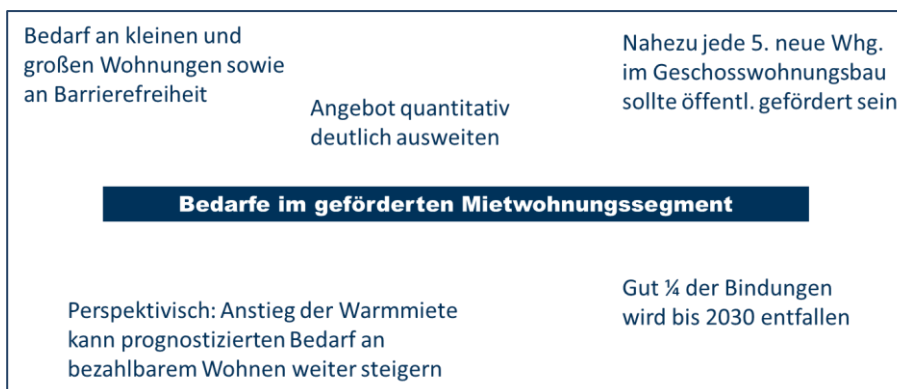 Bedarf an kleinen und
großen Wohnungen sowie
an Barrierefreiheit
Angebot quantitativ
deutlich ausweiten
Nahezu jede 5. neue Whg.
im Geschosswohnungsbau
sollte öffentl. gefördert sein
Bedarfe im geförderten Mietwohnungssegment
Perspektivisch: Anstieg der Warmmiete
kann prognostizierten Bedarf an
bezahlbarem Wohnen weiter steigern
Gut ¼ der Bindungen
wird bis 2030 entfallen